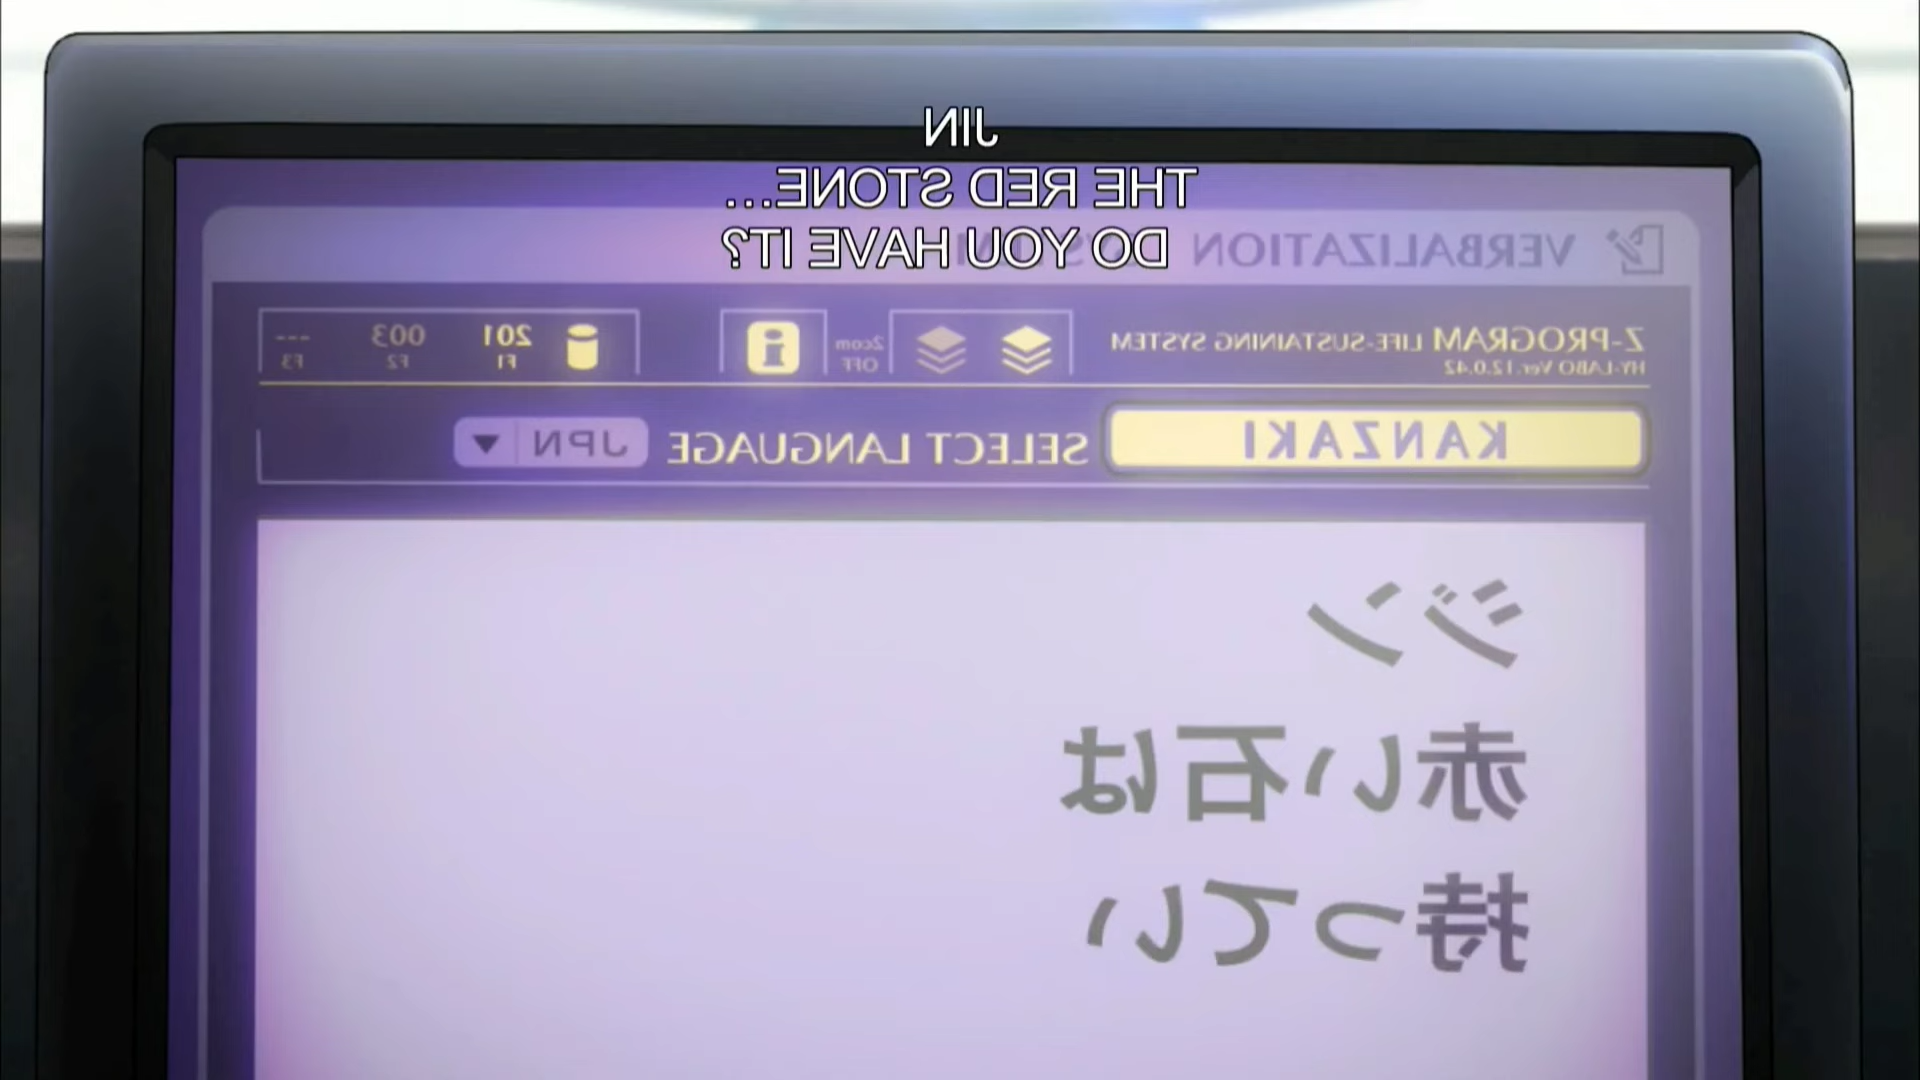 JIN
THE RED STONE...
DO YOU HAVE IT?
VERBALIZATION
Z-PROGRAM LIFE-SUSTAINING SYSTEM
HY-LABO Ver.12.0.42
2com
OFF
201
F1
003
F2
---
F3
KANZAKI
SELECT LANGUAGE
JPN
ジン
赤い石は
持ってい